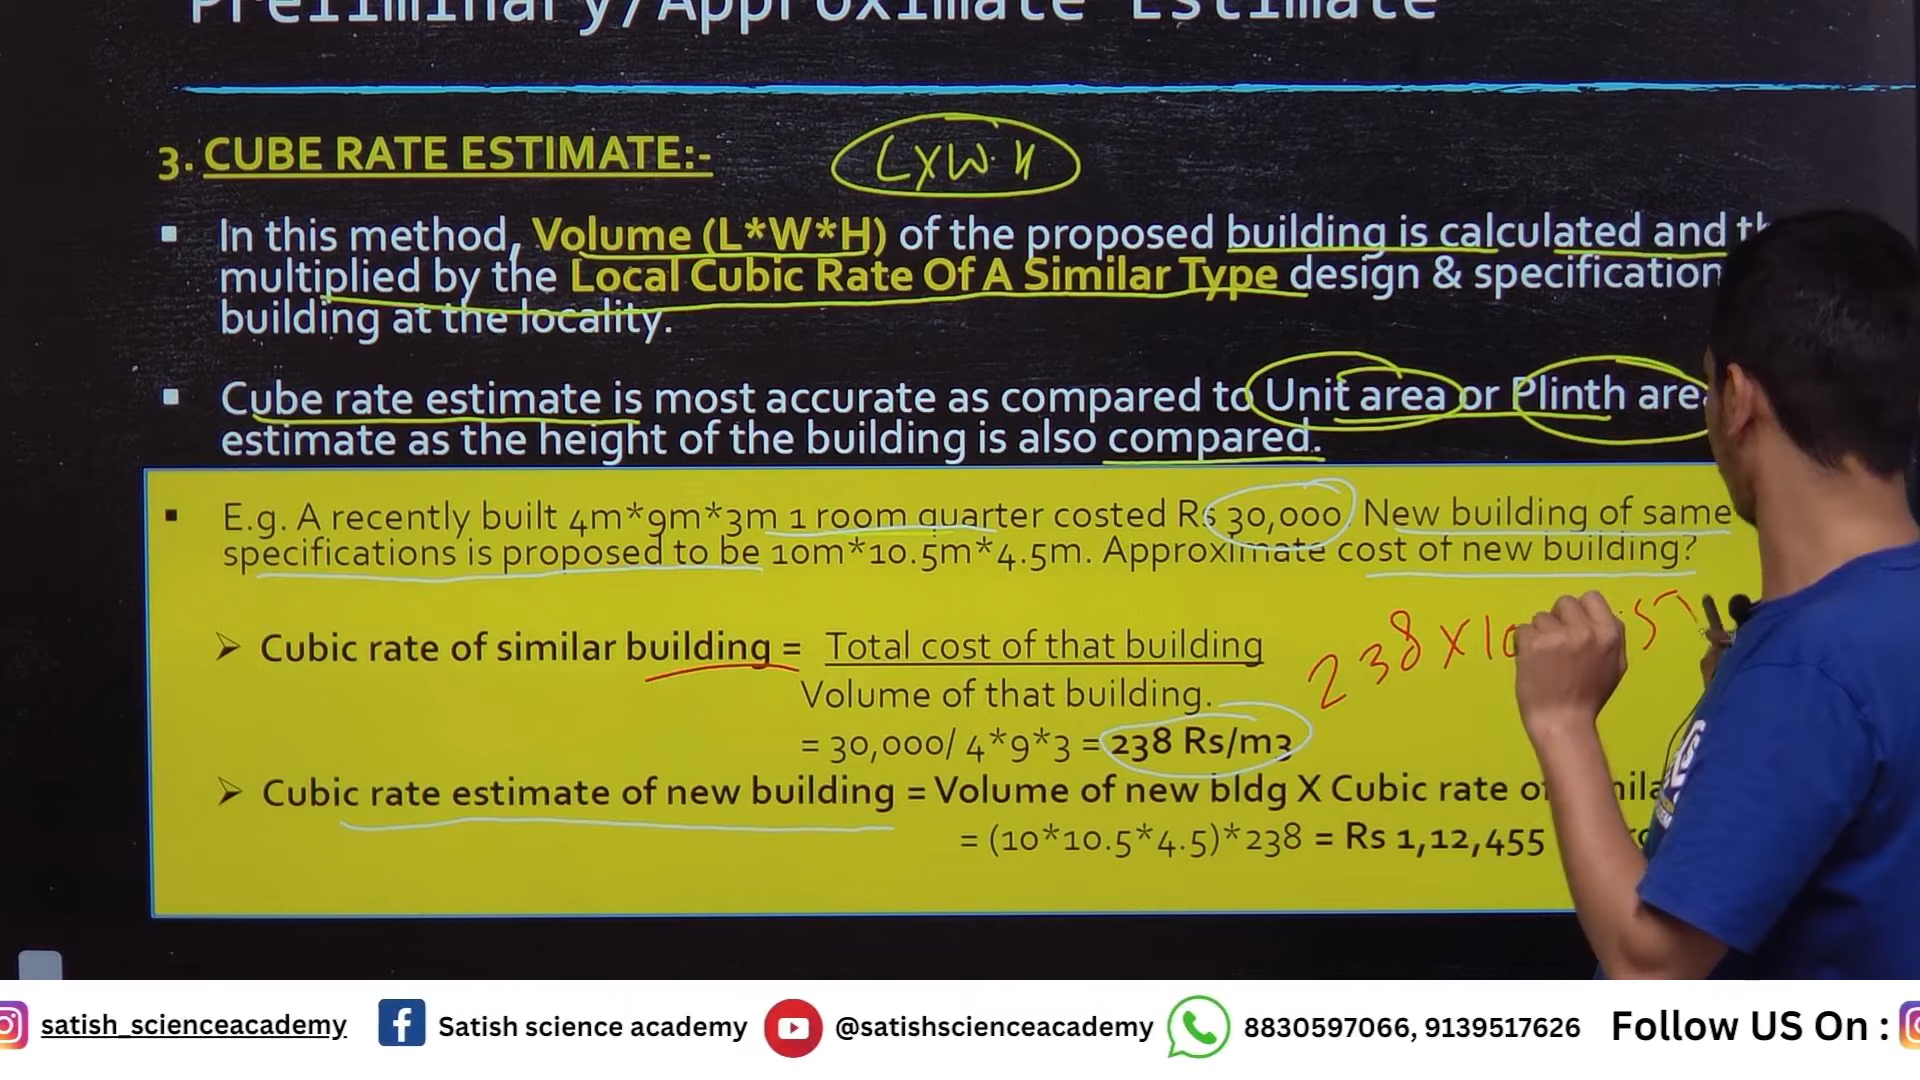 Preliminary/Approximate Estimate
3. CUBE RATE ESTIMATE:-
LXW.H
▪ In this method, Volume (L*W*H) of the proposed building is calculated and
multiplied by the Local Cubic Rate Of A Similar Type design & specification
building at the locality.
▪ Cube rate estimate is most accurate as compared to Unit area or Plinth
estimate as the height of the building is also compared.
▪ E.g. A recently built 4m*9m*3m 1 room quarter costed Rs 30,000 New building of same
specifications is proposed to be 10m*10.5m*4.5m. Approximate cost of new building?
➢ Cubic rate of similar building = Total cost of that building
Volume of that building.
238 X 10
= 30,000/ 4*9*3 = 238 Rs/m3
➢ Cubic rate estimate of new building = Volume of new bldg X Cubic rate
= (10*10.5*4.5)*238 = Rs 1,12,455
satish_scienceacademy Satish science academy @satishscienceacademy 8830597066, 9139517626 Follow US On :